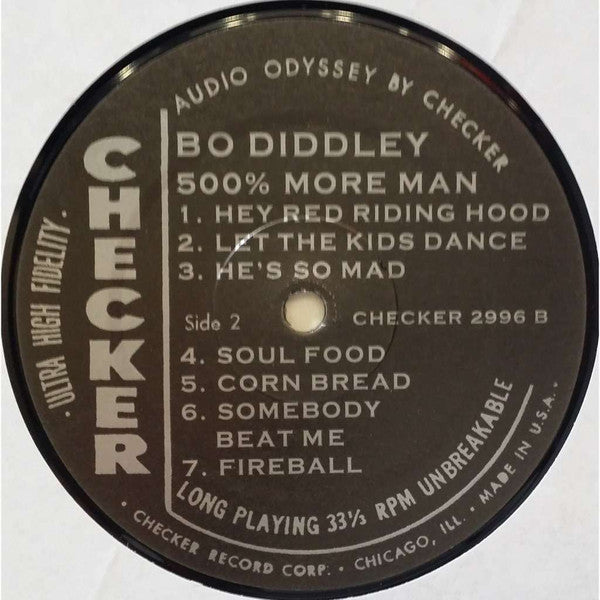 AUDIO ODYSSEY BY CHECKER
· ULTRA HIGH FIDELITY ·
CHECKER
BO DIDDLEY
500% MORE MAN
1. HEY RED RIDING HOOD
2. LET THE KIDS DANCE
3. HE'S SO MAD
Side 2
CHECKER 2996 B
4. SOUL FOOD
5. CORN BREAD
6. SOMEBODY
BEAT ME
7. FIREBALL
LONG PLAYING 33⅓ RPM UNBREAKABLE
· CHECKER RECORD CORP. · CHICAGO, ILL. · MADE IN U.S.A. ·